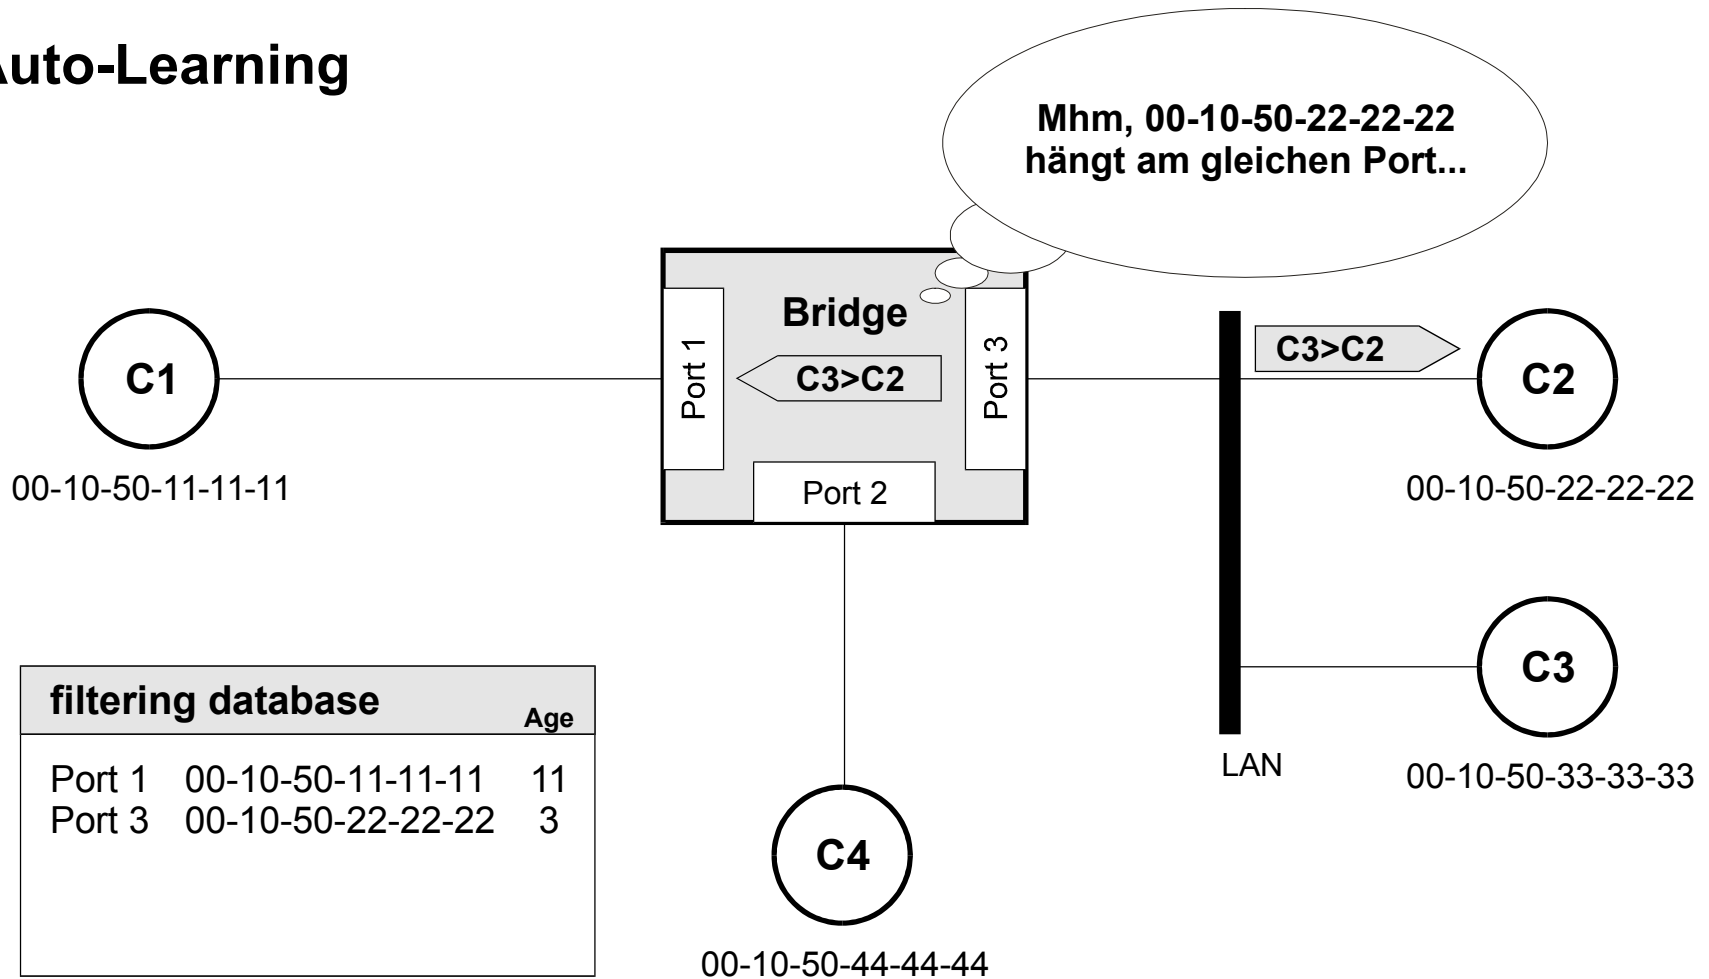 Auto-Learning
Mhm, 00-10-50-22-22-22
hängt am gleichen Port...
Bridge
Port 1
C3>C2
Port 3
Port 2
C3>C2
C1
00-10-50-11-11-11
C2
00-10-50-22-22-22
C3
00-10-50-33-33-33
LAN
C4
00-10-50-44-44-44
filtering database Age
Port 1 00-10-50-11-11-11 11
Port 3 00-10-50-22-22-22 3